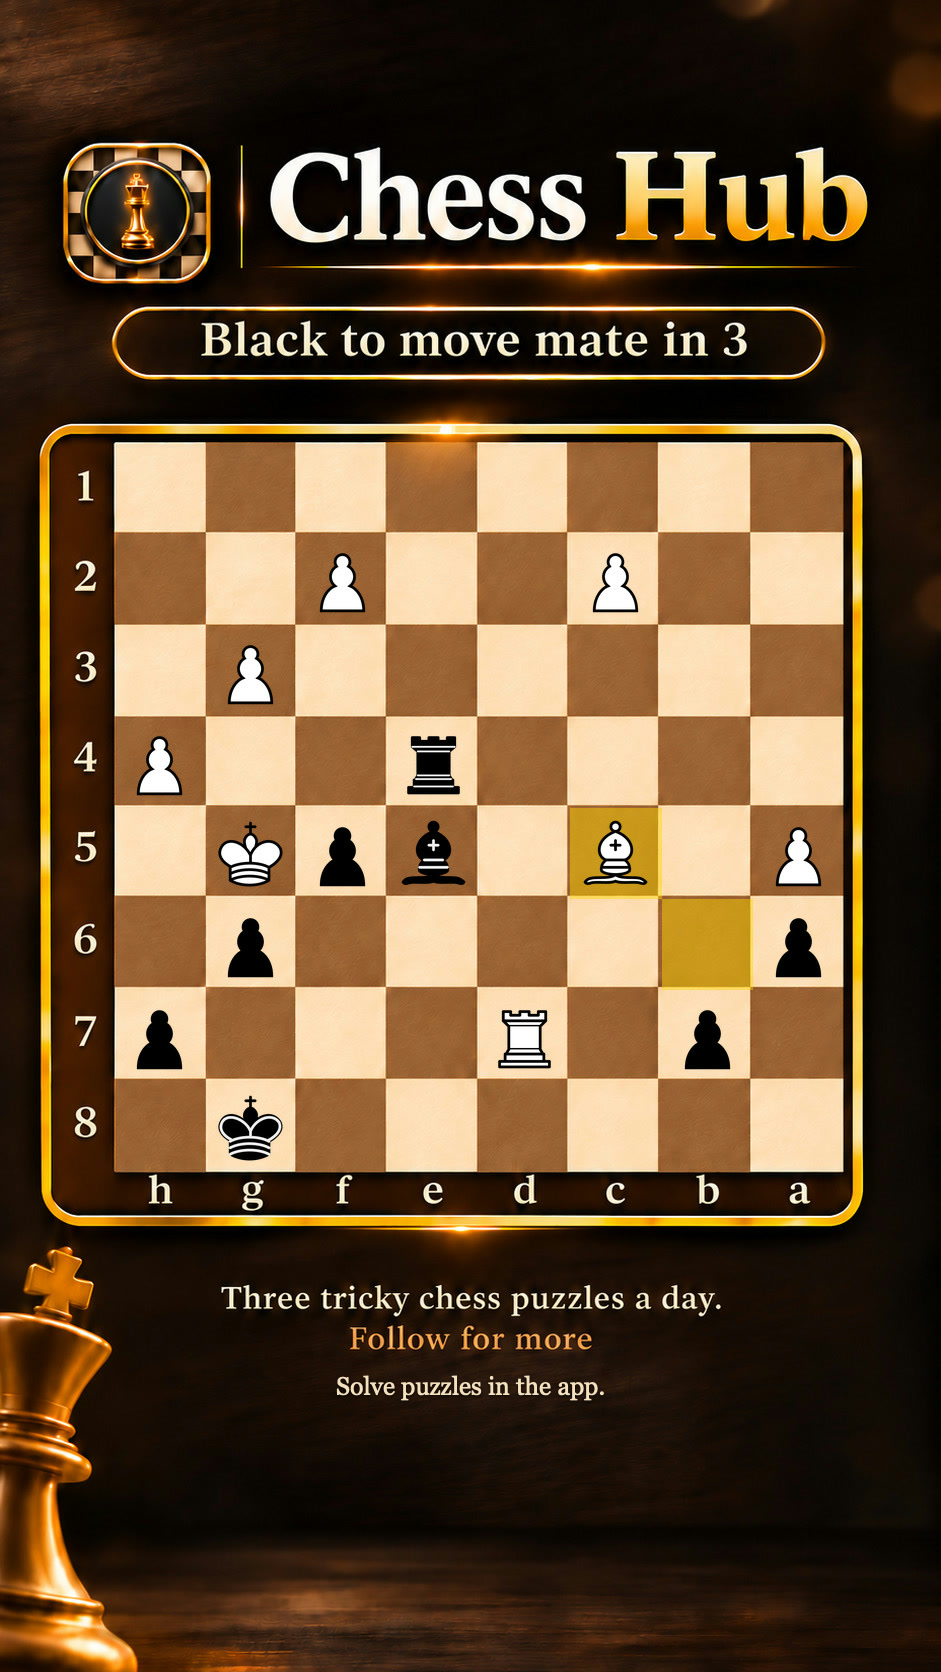 Chess Hub
Black to move mate in 3
1
2
3
4
5
6
7
8
h g f e d c b a
Three tricky chess puzzles a day.
Follow for more
Solve puzzles in the app.